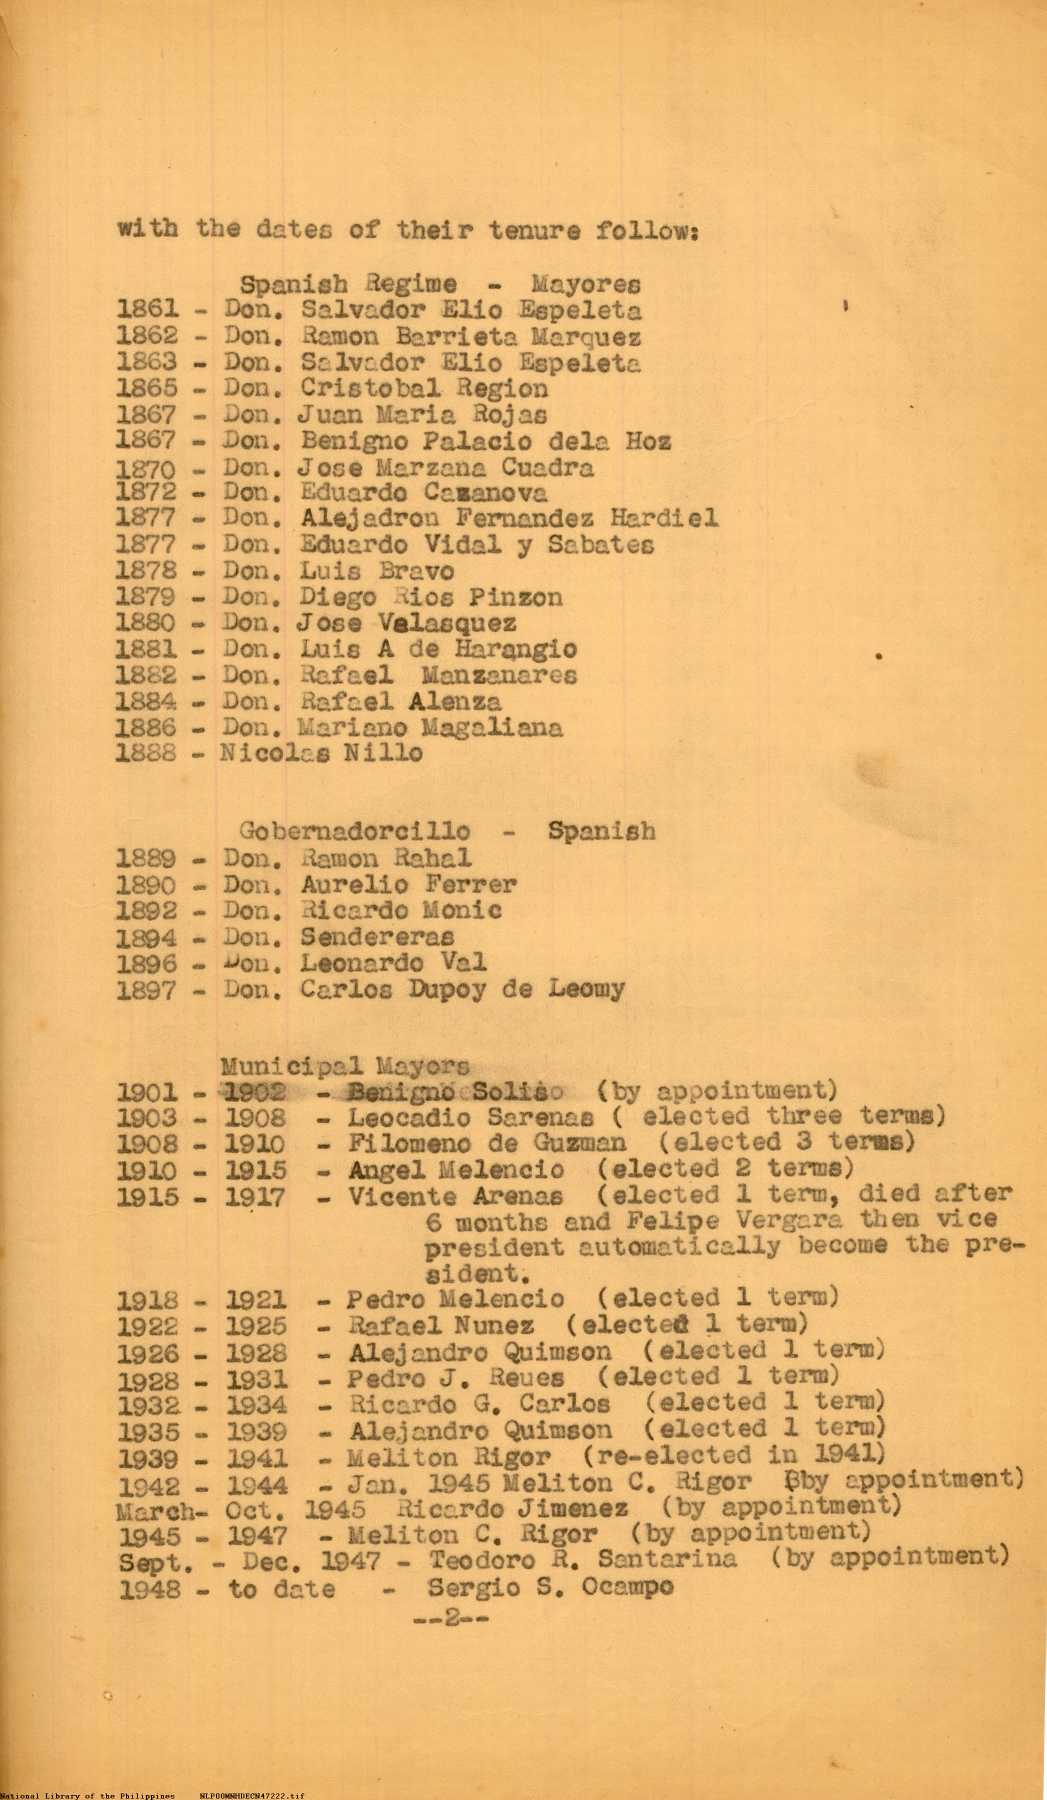 with the dates of their tenure follow:
Spanish Regime - Mayores
1861 - Don. Salvador Elio Espeleta
1862 - Don. Ramon Barrieta Marquez
1863 - Don. Salvador Elio Espeleta
1865 - Don. Cristobal Region
1867 - Don. Juan Maria Rojas
1867 - Don. Benigno Palacio dela Hoz
1870 - Don. Jose Marzana Cuadra
1872 - Don. Eduardo Cazanova
1877 - Don. Alejadron Fernandez Hardiel
1877 - Don. Eduardo Vidal y Sabates
1878 - Don. Luis Bravo
1879 - Don. Diego Rios Pinzon
1880 - Don. Jose Velasquez
1881 - Don. Luis A de Harangio
1882 - Don. Rafael Manzanares
1884 - Don. Rafael Alenza
1886 - Don. Mariano Magaliana
1888 - Nicolas Nillo
Gobernadorcillo - Spanish
1889 - Don. Ramon Rahal
1890 - Don. Aurelio Ferrer
1892 - Don. Ricardo Monic
1894 - Don. Sendereras
1896 - Don. Leonardo Val
1897 - Don. Carlos Dupoy de Leomy
Municipal Mayors
1901 - 1902 - Benigno (by appointment)
1903 - 1908 - Leocadio Sarenas ( elected three terms)
1908 - 1910 - Filomeno de Guzman (elected 3 terms)
1910 - 1915 - Angel Melencio (elected 2 terms)
1915 - 1917 - Vicente Arenas (elected 1 term, died after
6 months and Felipe Vergara then vice
president automatically become the pre-
sident.
1918 - 1921 - Pedro Melencio (elected 1 term)
1922 - 1925 - Rafael Nunez (elected 1 term)
1926 - 1928 - Alejandro Quimson (elected 1 term)
1928 - 1931 - Pedro J. Reues (elected 1 term)
1932 - 1934 - Ricardo G. Carlos (elected 1 term)
1935 - 1939 - Alejandro Quimson (elected 1 term)
1939 - 1941 - Meliton Rigor (re-elected in 1941)
1942 - 1944 - Jan. 1945 Meliton C. Rigor (by appointment)
March- Oct. 1945 Ricardo Jimenez (by appointment)
1945 - 1947 - Meliton C. Rigor (by appointment)
Sept. - Dec. 1947 - Teodoro R. Santarina (by appointment)
1948 - to date - Sergio S. Ocampo
--2--
National Library of the Philippines NLPOOMNHDECN47222.tif